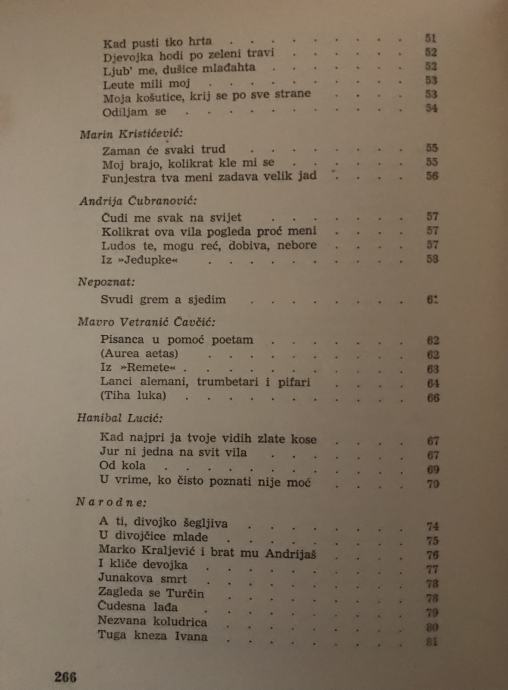 Kad pusti tko hrta . . . . . . . . 51
Djevojka hodi po zeleni travi . . . . . . 52
Ljub' me, dušice mlađahta . . . . . . 52
Leute mili moj . . . . . . . . . 53
Moja košutice, krij se po sve strane . . . . 53
Odiljam se . . . . . . . . . . 54
Marin Kristićević:
Zaman će svaki trud . . . . . . . 55
Moj brajo, kolikrat kle mi se . . . . . 55
Funjestra tva meni zadava velik jad . . . . 56
Andrija Čubranović:
Čudi me svak na svijet . . . . . . 57
Kolikrat ova vila pogleda proć meni . . . . 57
Ludos te, mogu reć, dobiva, nebore . . . . 57
Iz »Jeđupke« . . . . . . . . . 58
Nepoznat:
Svudi grem a sjedim . . . . . . . 61
Mavro Vetranić Čavčić:
Pisanca u pomoć poetam . . . . . . 62
(Aurea aetas) . . . . . . . . . 62
Iz »Remete« . . . . . . . . . 63
Lanci alemani, trumbetari i pifari . . . . 64
(Tiha luka) . . . . . . . . . 66
Hanibal Lucić:
Kad najpri ja tvoje vidih zlate kose . . . . 67
Jur ni jedna na svit vila . . . . . . 67
Od kola . . . . . . . . . . 69
U vrime, ko čisto poznati nije moć . . . . 70
Narodne:
A ti, divojko šegljiva . . . . . . . 74
U divojčice mlade . . . . . . . . 75
Marko Kraljević i brat mu Andrijaš . . . . 76
I kliče devojka . . . . . . . . 77
Junakova smrt . . . . . . . . . 78
Zagleda se Turčin . . . . . . . . 78
Čudesna lađa . . . . . . . . . 79
Nezvana koludrica . . . . . . . . 80
Tuga kneza Ivana . . . . . . . . 81
266